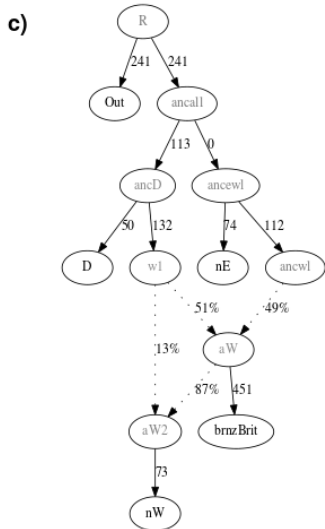 c)
R
241 241
Out ancall
113 0
ancD ancewl
50 132 74 112
D w1 nE ancwl
51% 49%
13% aW
87% 451
aW2 brnzBrit
73
nW